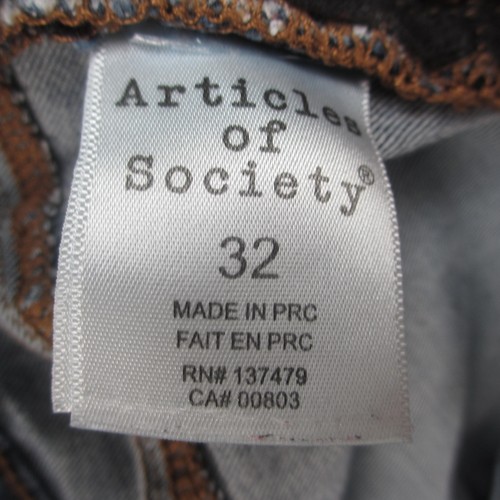 Articles
of
Society®
32
MADE IN PRC
FAIT EN PRC
RN# 137479
CA# 00803